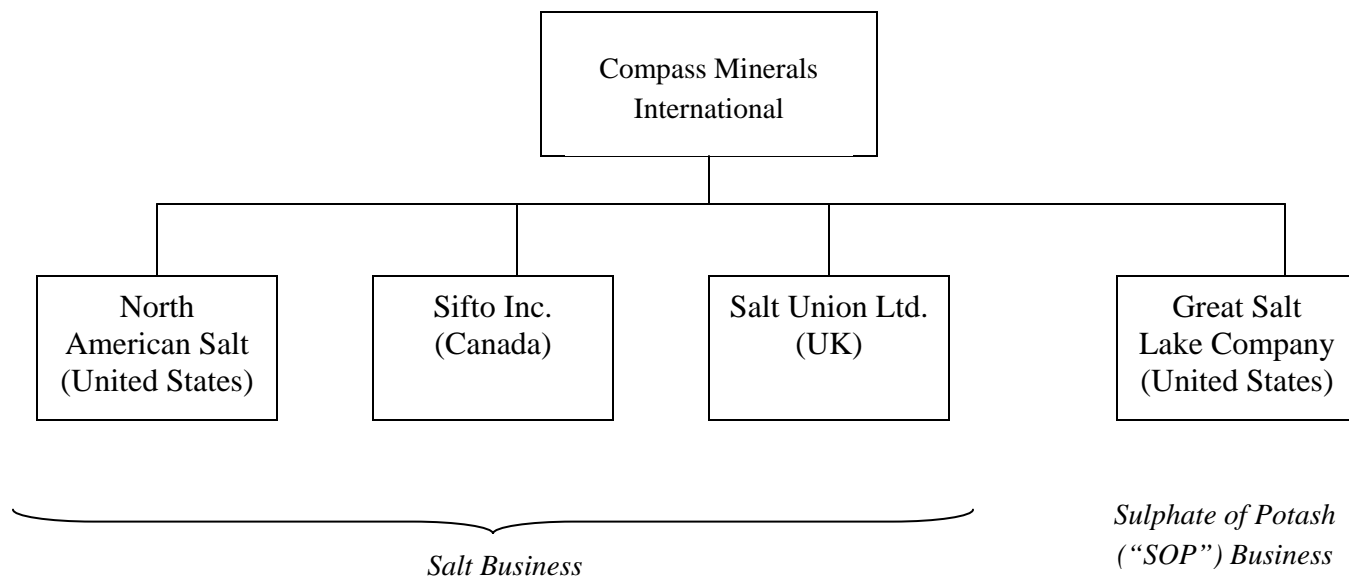 Compass Minerals
International
North
American Salt
(United States)
Sifto Inc.
(Canada)
Salt Union Ltd.
(UK)
Great Salt
Lake Company
(United States)
Salt Business
Sulphate of Potash
(“SOP”) Business